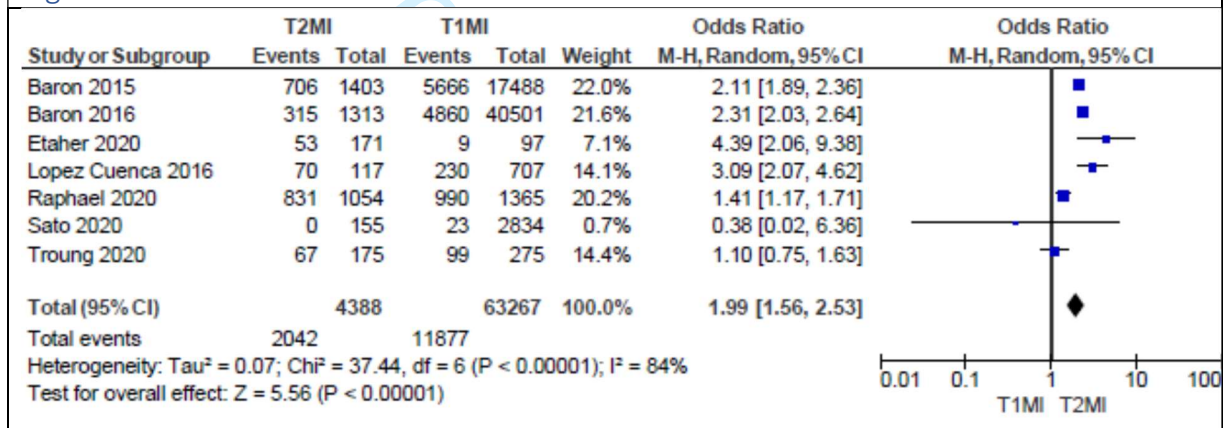 T2MI T1MI Odds Ratio Odds Ratio
Study or Subgroup Events Total Events Total Weight M-H, Random, 95% CI M-H, Random, 95% CI
Baron 2015 706 1403 5666 17488 22.0% 2.11 [1.89, 2.36]
Baron 2016 315 1313 4860 40501 21.6% 2.31 [2.03, 2.64]
Etaher 2020 53 171 9 97 7.1% 4.39 [2.06, 9.38]
Lopez Cuenca 2016 70 117 230 707 14.1% 3.09 [2.07, 4.62]
Raphael 2020 831 1054 990 1365 20.2% 1.41 [1.17, 1.71]
Sato 2020 0 155 23 2834 0.7% 0.38 [0.02, 6.36]
Troung 2020 67 175 99 275 14.4% 1.10 [0.75, 1.63]
Total (95% CI) 4388 63267 100.0% 1.99 [1.56, 2.53]
Total events 2042 11877
Heterogeneity: Tau² = 0.07; Chi² = 37.44, df = 6 (P < 0.00001); I² = 84%
Test for overall effect: Z = 5.56 (P < 0.00001)
0.01 0.1 1 10 100
T1MI T2MI